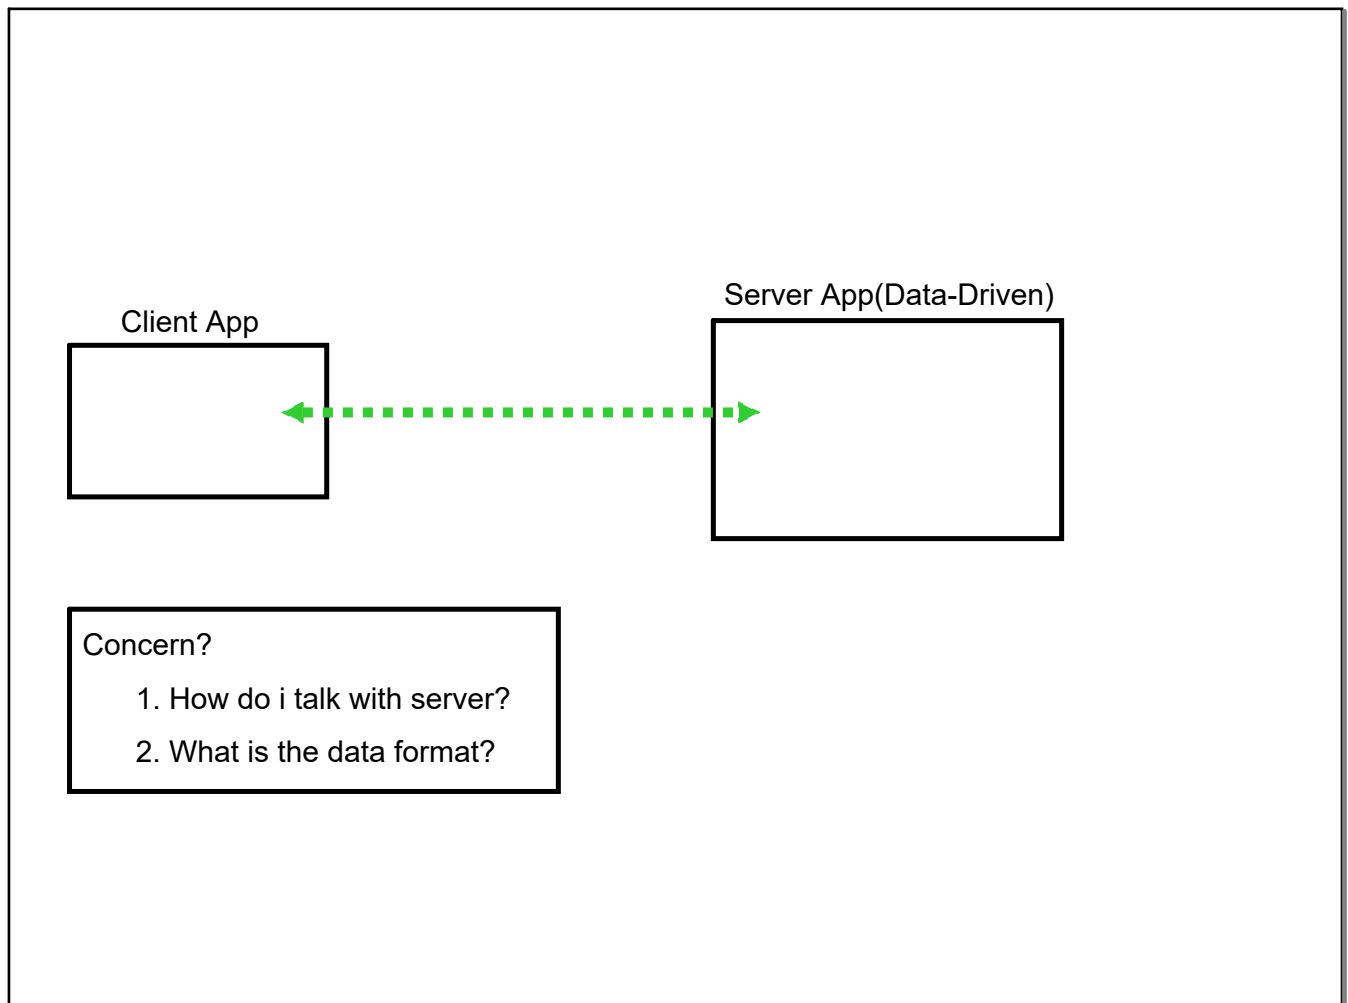 Server App(Data-Driven)
Client App
Concern?
1. How do i talk with server?
2. What is the data format?